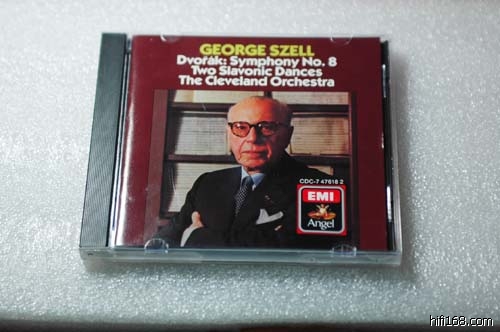 GEORGE SZELL
Dvořák: Symphony No. 8
Two Slavonic Dances
The Cleveland Orchestra
CDC-7 47618 2
EMI
Angel
hifi168.com